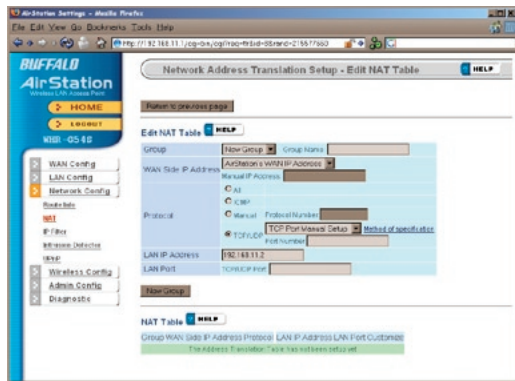 AirStation Settings - Mozilla Firefox
File Edit View Go Bookmarks Tools Help
BUFFALO
AirStation
Wireless LAN Access Point
HOME
LOGOUT
WHR-G54S
WAN Config
LAN Config
Network Config
Route Info
NAT
IP Filter
Intrusion Detector
UPnP
Wireless Config
Admin Config
Diagnostic
Network Address Translation Setup - Edit NAT Table
HELP
Return to previous page
Edit NAT Table HELP
Group New Group Group Name
WAN Side IP Address AirStation's WAN IP Address
Manual IP Address
Protocol
All
ICMP
Manual Protocol Number
TCP/UDP TCP Port Manual Setup Method of specification
Port Number
LAN IP Address 192.168.11.2
LAN Port TCP/UDP Port
New Group
NAT Table HELP
Group WAN Side IP Address Protocol LAN IP Address LAN Port Customize
The Address Translation Table has not been setup yet